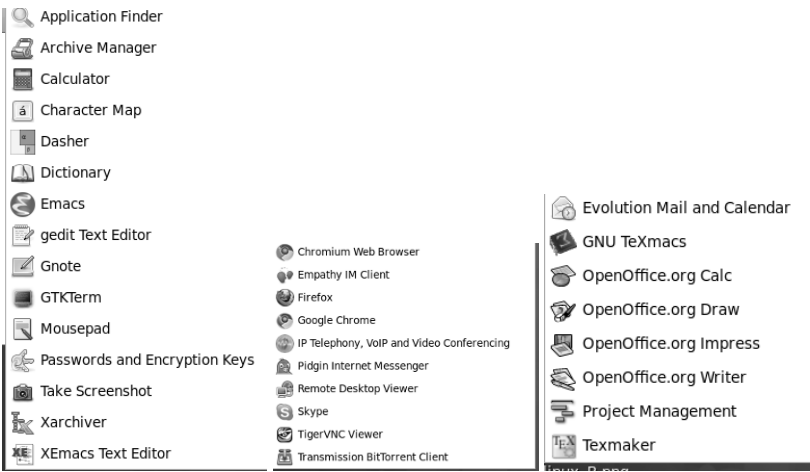 Application Finder
Archive Manager
Calculator
á Character Map
Dasher
Dictionary
Emacs
gedit Text Editor
Gnote
GTKTerm
Mousepad
Passwords and Encryption Keys
Take Screenshot
Xarchiver
XEmacs Text Editor
Chromium Web Browser
Empathy IM Client
Firefox
Google Chrome
IP Telephony, VoIP and Video Conferencing
Pidgin Internet Messenger
Remote Desktop Viewer
Skype
TigerVNC Viewer
Transmission BitTorrent Client
Evolution Mail and Calendar
GNU TeXmacs
OpenOffice.org Calc
OpenOffice.org Draw
OpenOffice.org Impress
OpenOffice.org Writer
Project Management
TEX Texmaker